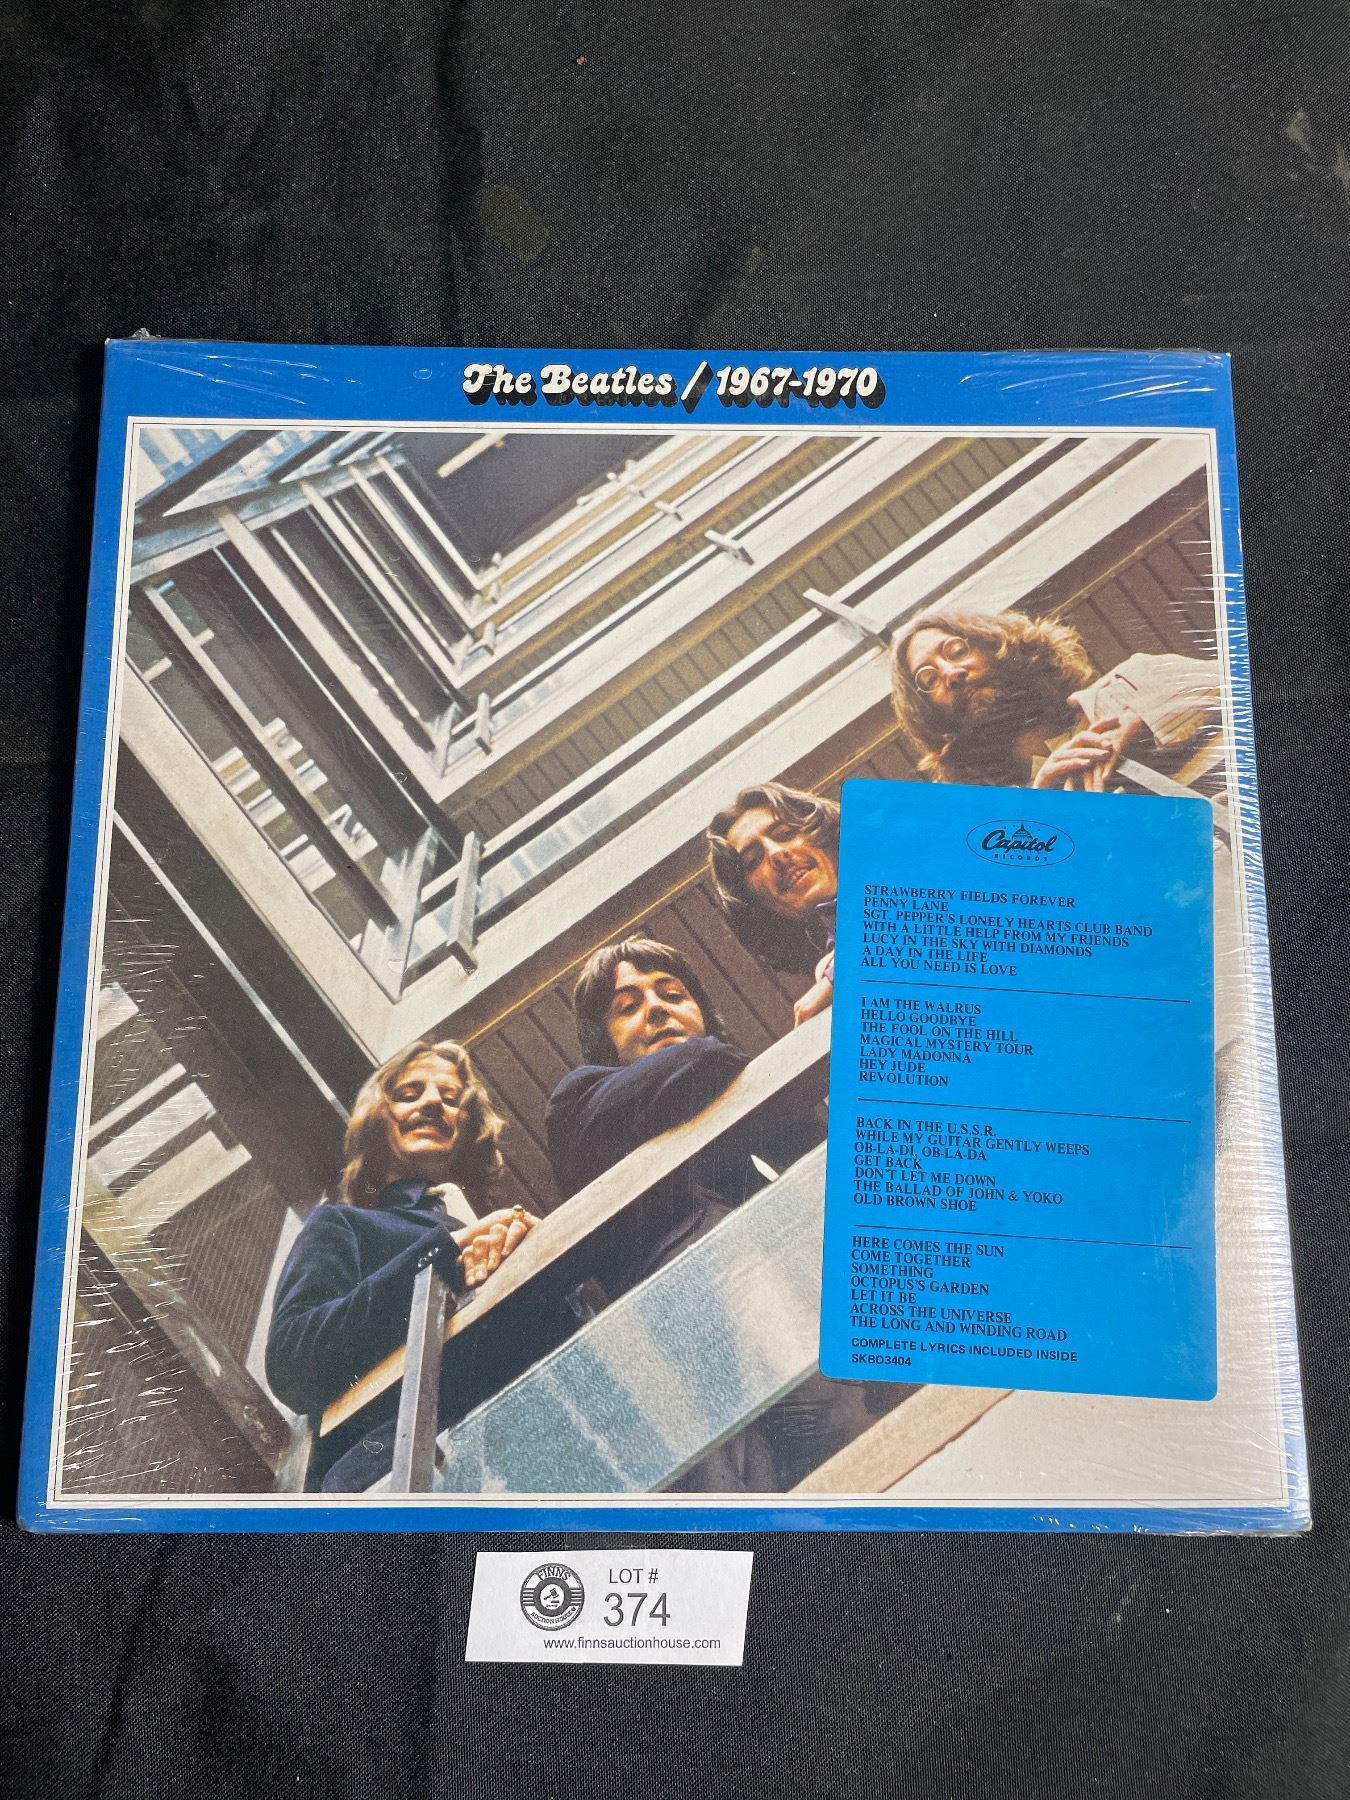 The Beatles / 1967-1970
Capitol
RECORDS
STRAWBERRY FIELDS FOREVER
PENNY LANE
SGT. PEPPER'S LONELY HEARTS CLUB BAND
WITH A LITTLE HELP FROM MY FRIENDS
LUCY IN THE SKY WITH DIAMONDS
A DAY IN THE LIFE
ALL YOU NEED IS LOVE
I AM THE WALRUS
HELLO GOODBYE
THE FOOL ON THE HILL
MAGICAL MYSTERY TOUR
LADY MADONNA
HEY JUDE
REVOLUTION
BACK IN THE U.S.S.R.
WHILE MY GUITAR GENTLY WEEPS
OB-LA-DI, OB-LA-DA
GET BACK
DON'T LET ME DOWN
THE BALLAD OF JOHN & YOKO
OLD BROWN SHOE
HERE COMES THE SUN
COME TOGETHER
SOMETHING
OCTOPUS'S GARDEN
LET IT BE
ACROSS THE UNIVERSE
THE LONG AND WINDING ROAD
COMPLETE LYRICS INCLUDED INSIDE
SKBO3404
FINNS
AUCTION HOUSE
LOT #
374
www.finnsauctionhouse.com